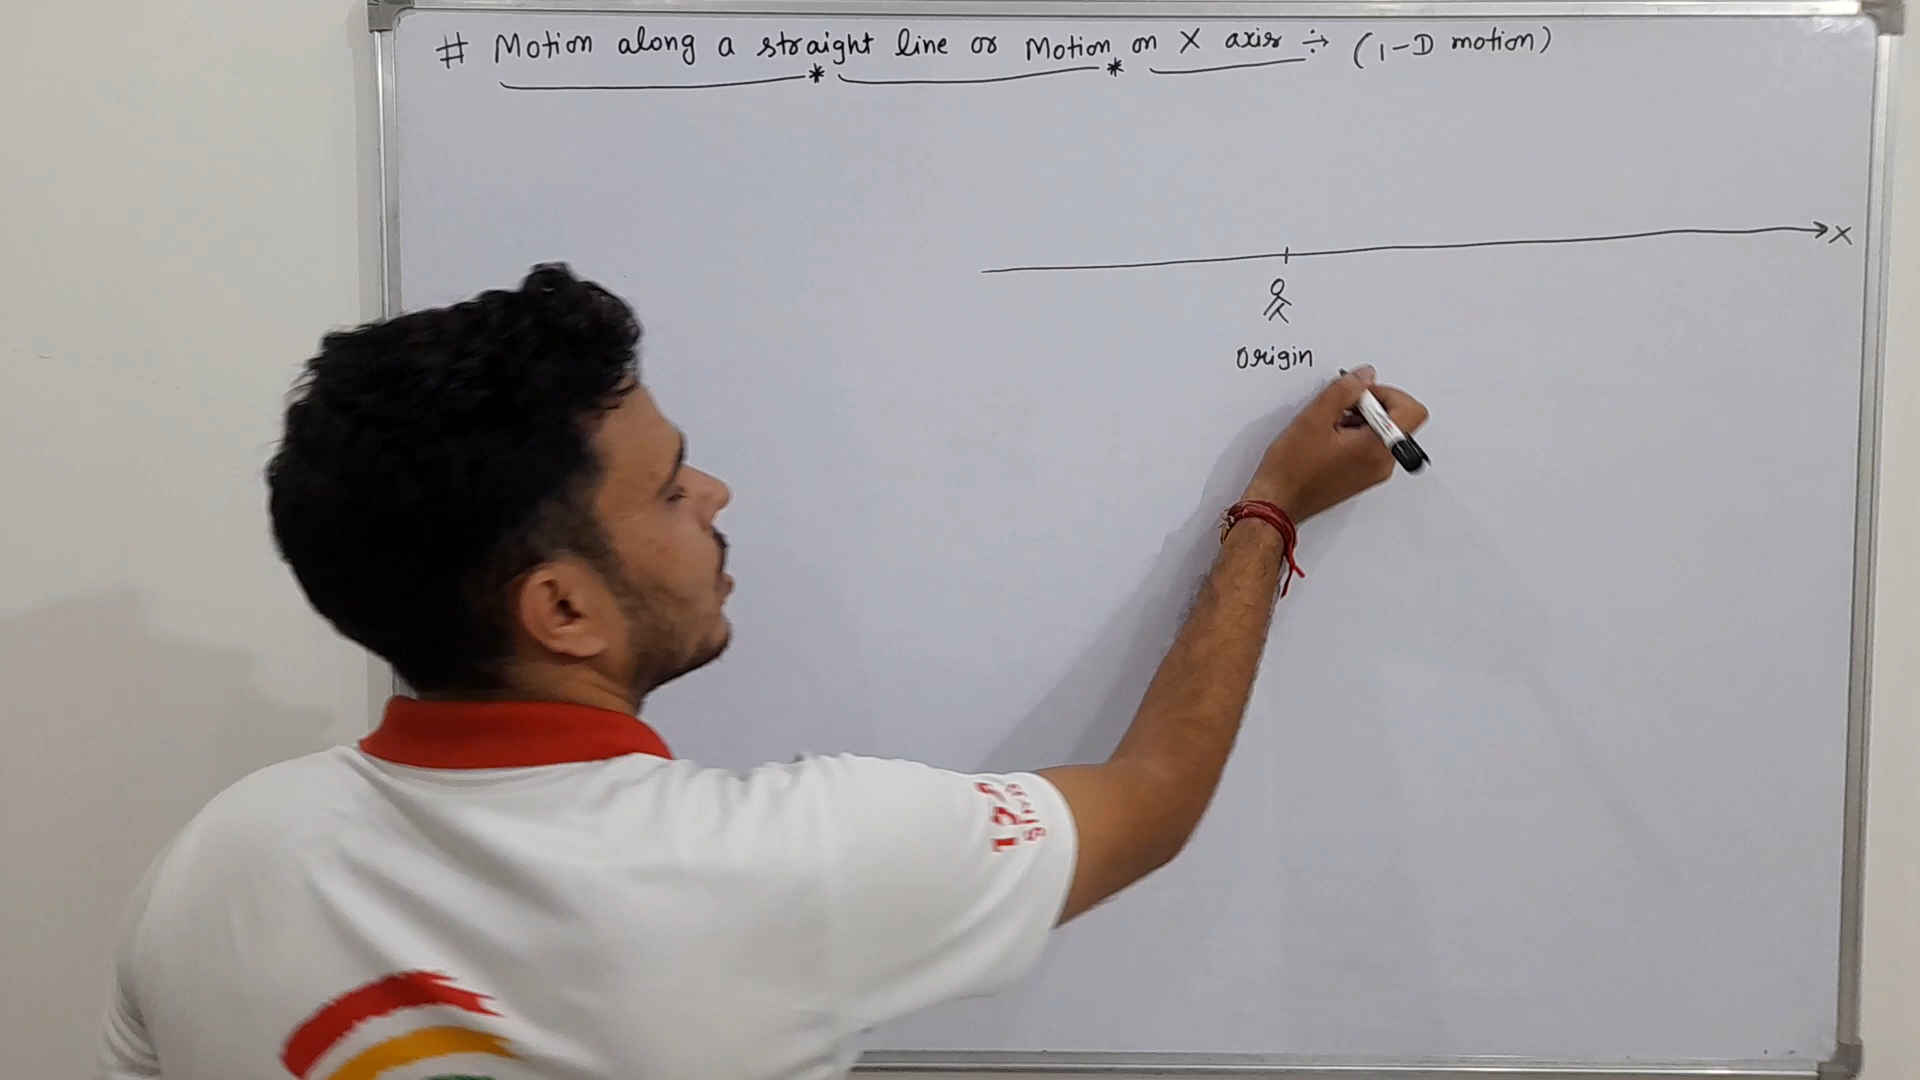 # Motion along a straight line or Motion on X axis ÷ (1-D motion)
X
origin